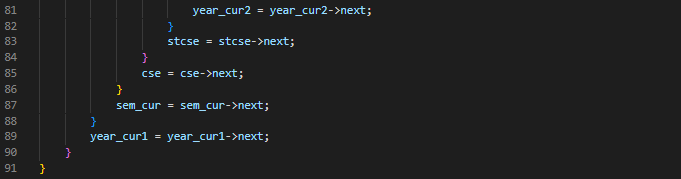 81 year_cur2 = year_cur2->next;
82 }
83 stcse = stcse->next;
84 }
85 cse = cse->next;
86 }
87 sem_cur = sem_cur->next;
88 }
89 year_cur1 = year_cur1->next;
90 }
91 }